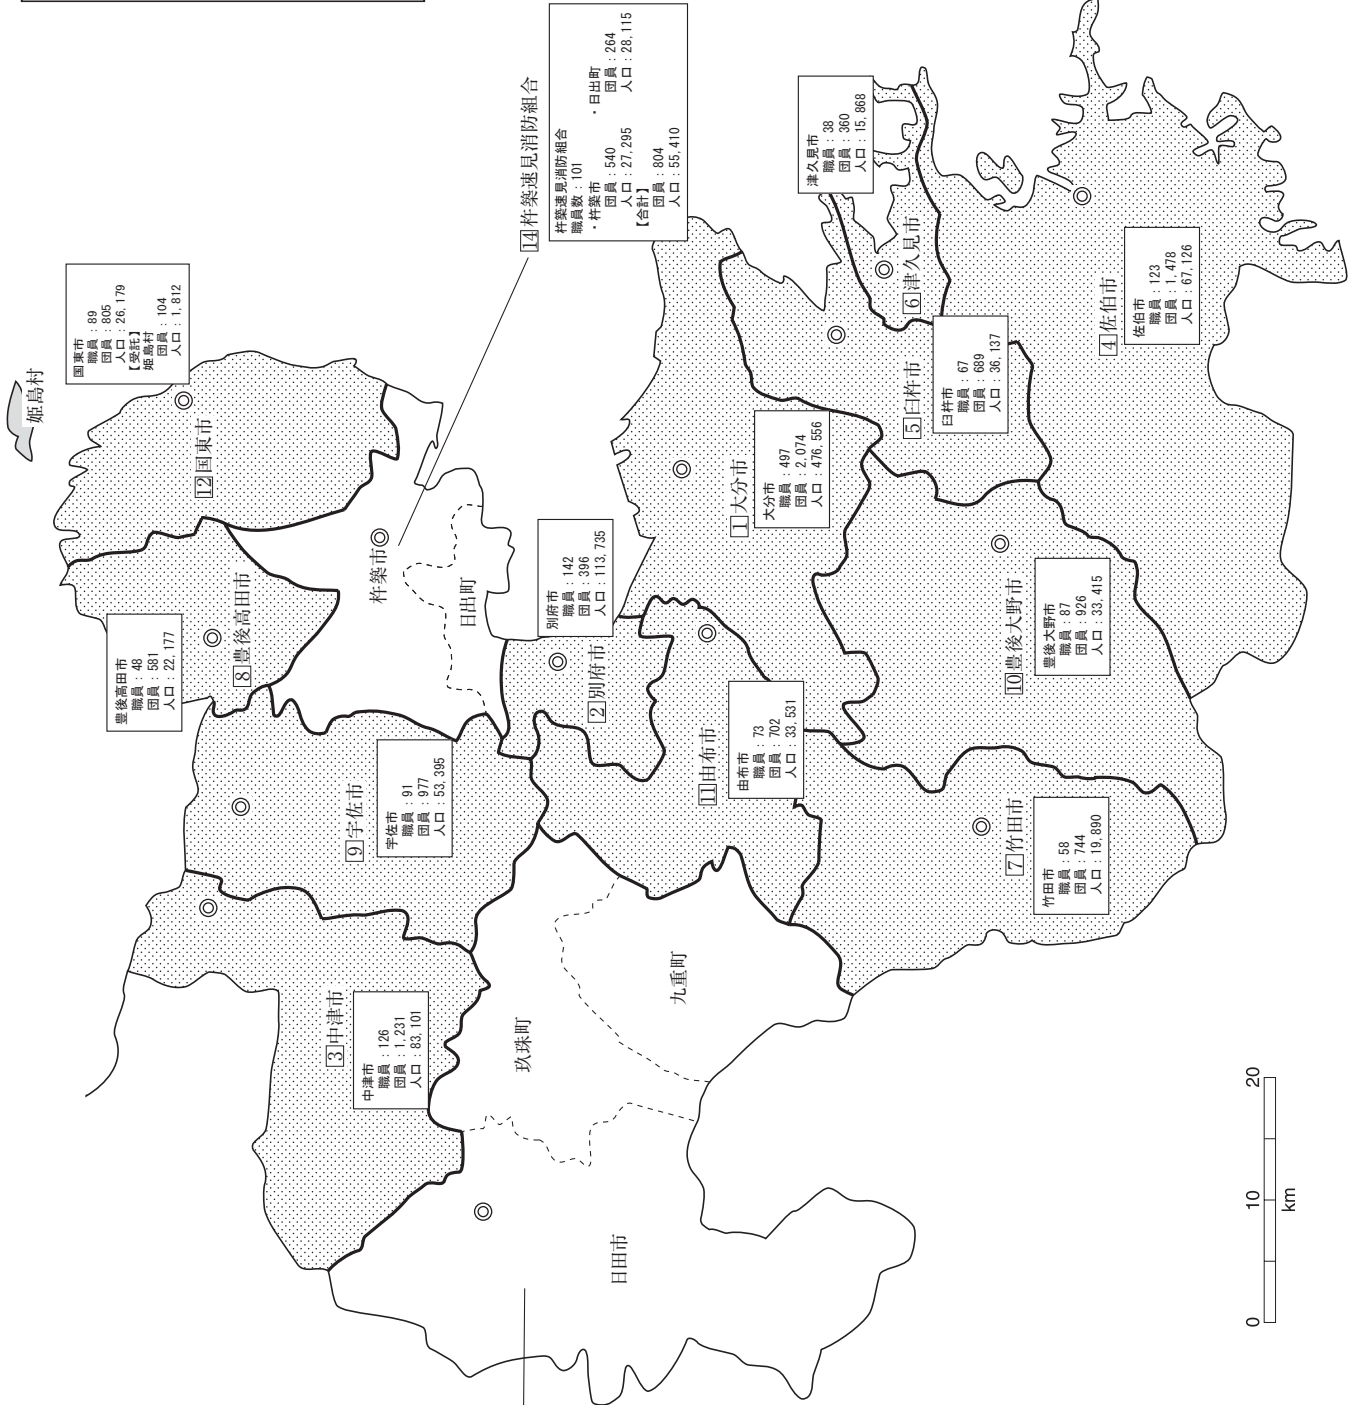 姫島村
国東市
職員：89
団員：805
人口：26,179
【受託】
姫島村
団員：104
人口：1,812
12国東市
14杵築速見消防組合
杵築速見消防組合
職員数：101
・杵築市
団員：540
人口：27,295
・日出町
団員：264
人口：28,115
【合計】
団員：804
人口：55,410
杵築市
日出町
豊後高田市
職員：48
団員：581
人口：22,177
8豊後高田市
9宇佐市
宇佐市
職員：91
団員：977
人口：53,395
3中津市
中津市
職員：126
団員：1,231
人口：83,101
別府市
職員：142
団員：396
人口：113,735
2別府市
11由布市
由布市
職員：73
団員：702
人口：33,531
1大分市
大分市
職員：497
団員：2,074
人口：476,556
津久見市
職員：38
団員：360
人口：15,868
6津久見市
5臼杵市
臼杵市
職員：67
団員：689
人口：36,137
4佐伯市
佐伯市
職員：123
団員：1,478
人口：67,126
10豊後大野市
豊後大野市
職員：87
団員：926
人口：33,415
7竹田市
竹田市
職員：58
団員：744
人口：19,890
玖珠町
九重町
日田市
0 10 20
km